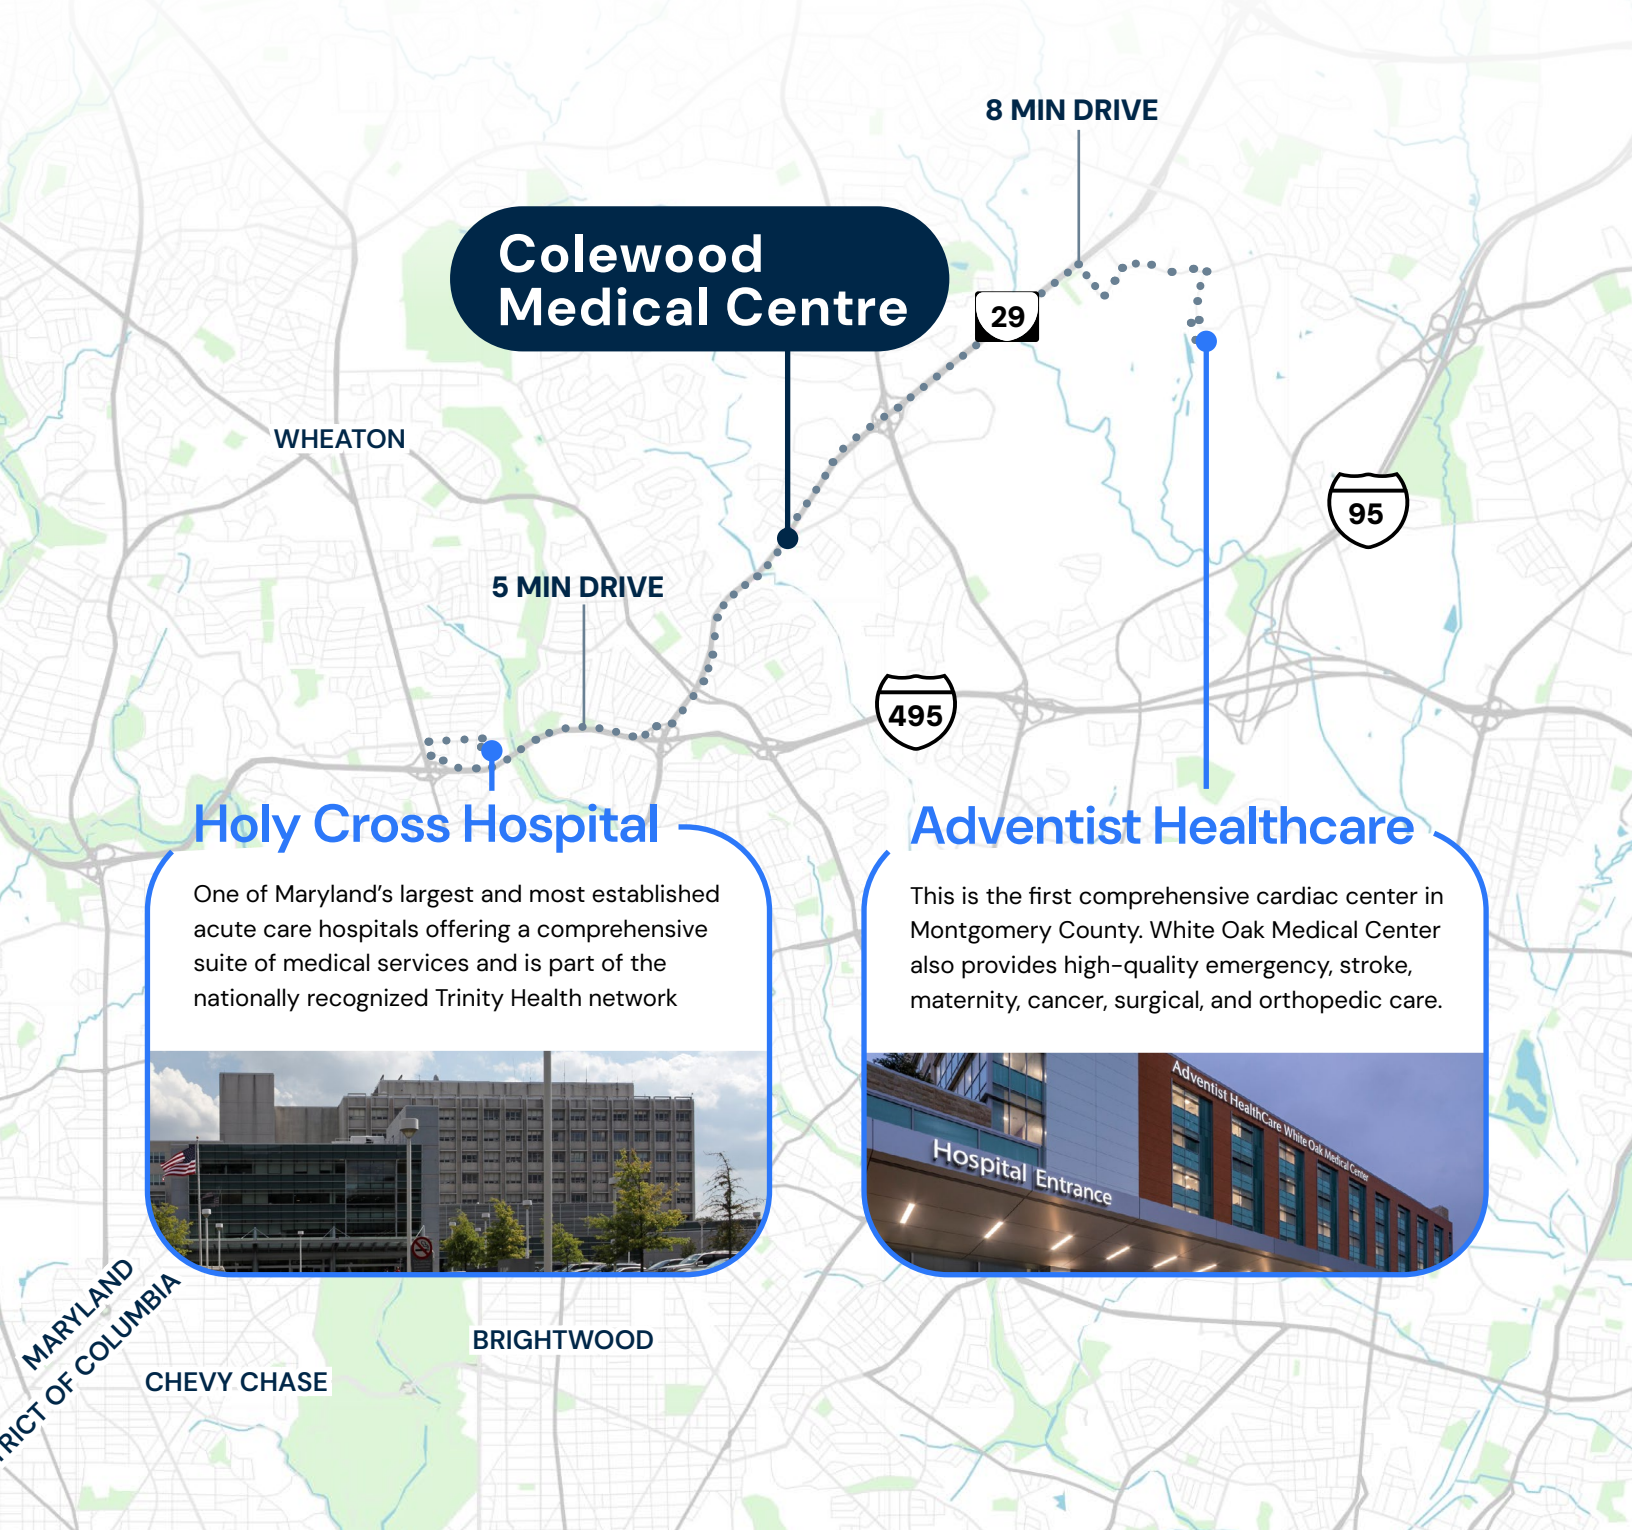 8 MIN DRIVE
Colewood
Medical Centre
29
WHEATON
95
5 MIN DRIVE
495
Holy Cross Hospital
One of Maryland’s largest and most established
acute care hospitals offering a comprehensive
suite of medical services and is part of the
nationally recognized Trinity Health network
Adventist Healthcare
This is the first comprehensive cardiac center in
Montgomery County. White Oak Medical Center
also provides high-quality emergency, stroke,
maternity, cancer, surgical, and orthopedic care.
Adventist HealthCare White Oak Medical Center
Hospital Entrance
MARYLAND
TRICT OF COLUMBIA
BRIGHTWOOD
CHEVY CHASE